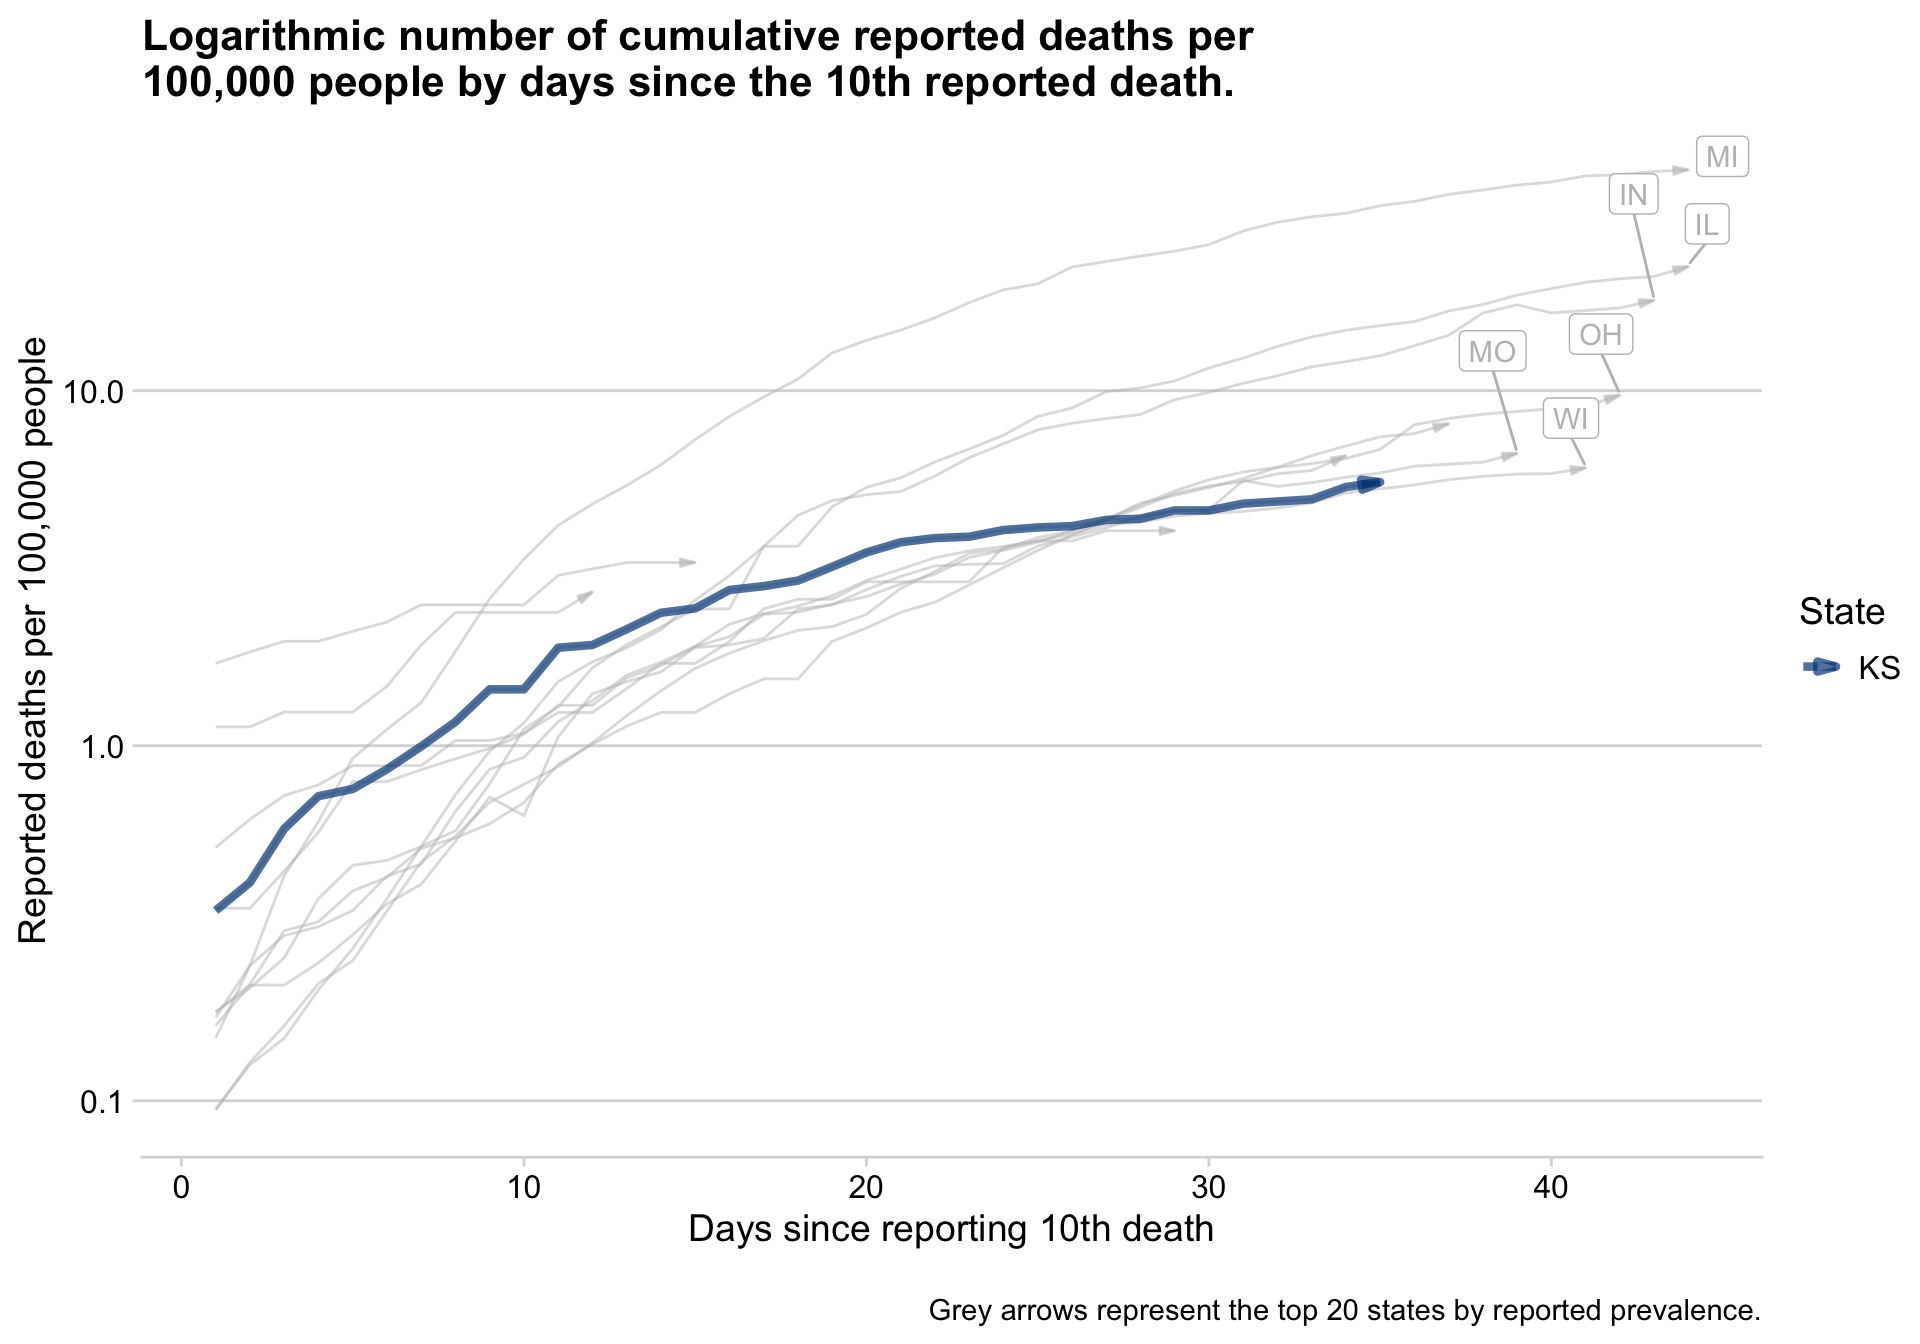 Logarithmic number of cumulative reported deaths per
100,000 people by days since the 10th reported death.
MI
IN
IL
OH
MO
WI
Reported deaths per 100,000 people
10.0
1.0
0.1
State
KS
0
10
20
30
40
Days since reporting 10th death
Grey arrows represent the top 20 states by reported prevalence.